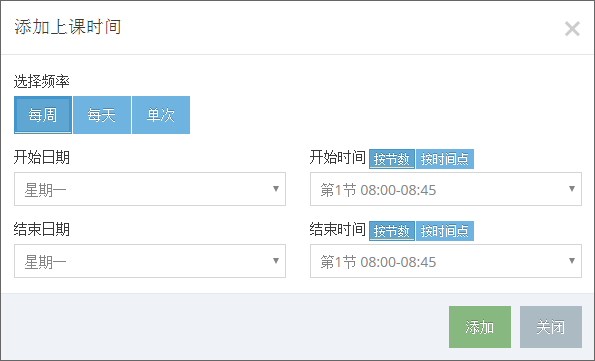 添加上课时间
选择频率
每周 每天 单次
开始日期
星期一
开始时间 按节数 按时间点
第1节 08:00-08:45
结束日期
星期一
结束时间 按节数 按时间点
第1节 08:00-08:45
添加 关闭